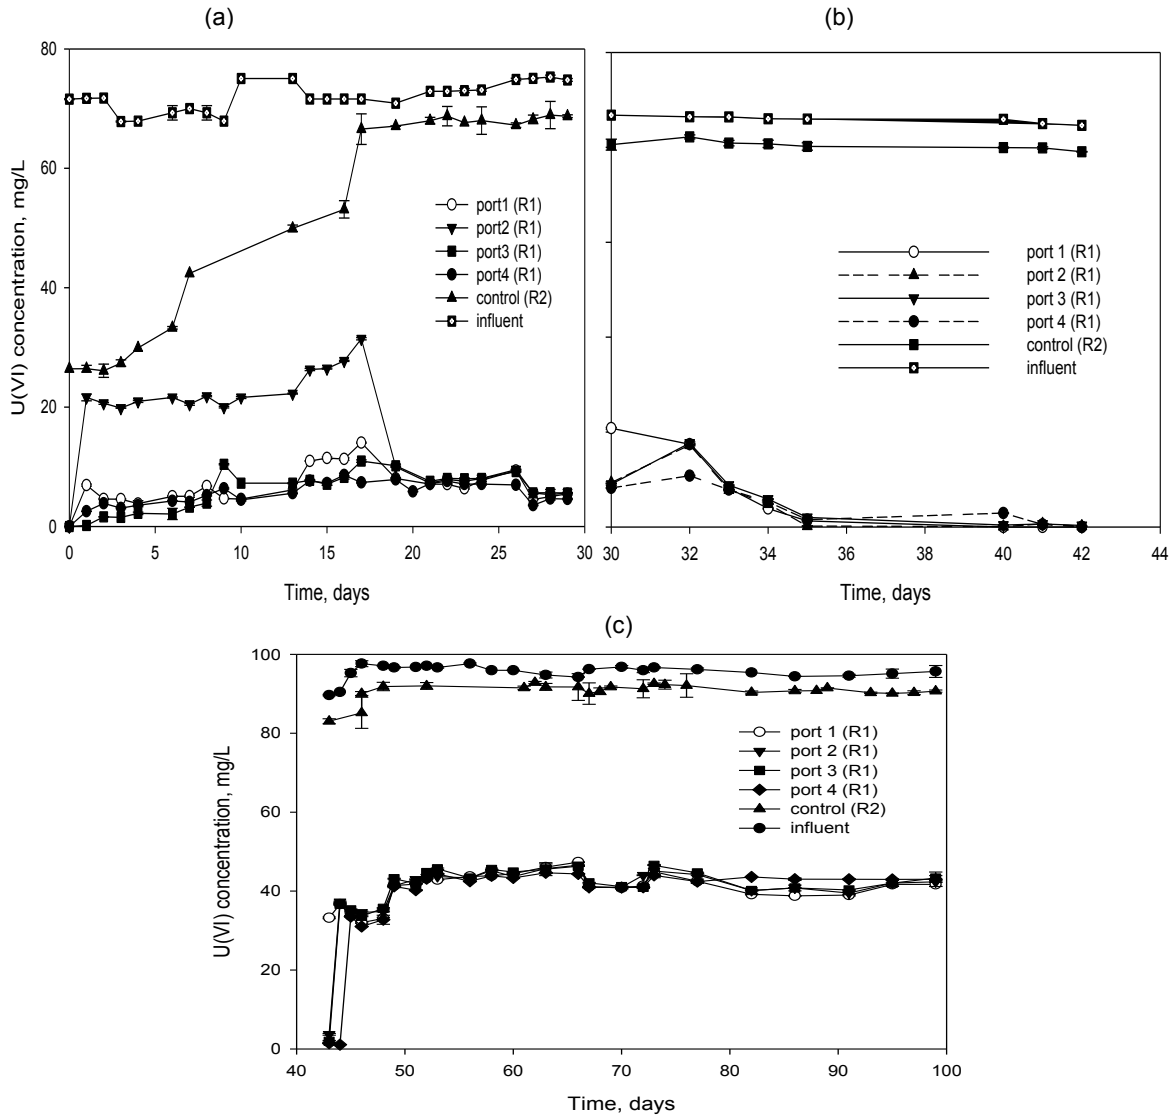 (a)
(b)
80
60
40
20
0
U(VI) concentration, mg/L
port1 (R1)
port2 (R1)
port3 (R1)
port4 (R1)
control (R2)
influent
0 5 10 15 20 25 30
Time, days
port 1 (R1)
port 2 (R1)
port 3 (R1)
port 4 (R1)
control (R2)
influent
30 32 34 36 38 40 42 44
Time, days
(c)
100
80
60
40
20
0
U(VI) concentration, mg/L
port 1 (R1)
port 2 (R1)
port 3 (R1)
port 4 (R1)
control (R2)
influent
40 50 60 70 80 90 100
Time, days